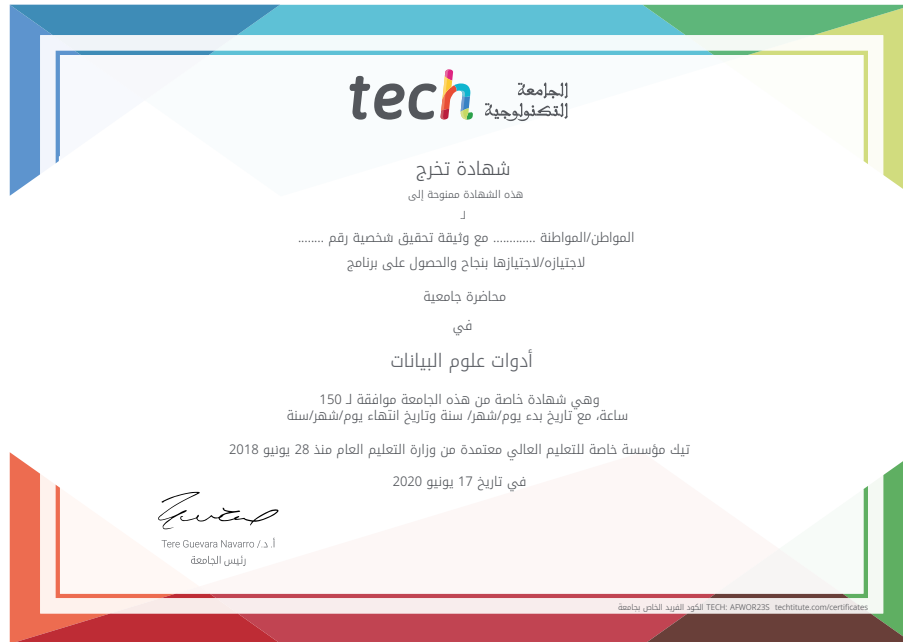 tech الجامعة
التكنولوجية
شهادة تخرج
هذه الشهادة ممنوحة إلى
لـ
المواطن/المواطنة ............. مع وثيقة تحقيق شخصية رقم ........
لاجتيازه/لاجتيازها بنجاح والحصول على برنامج
محاضرة جامعية
في
أدوات علوم البيانات
وهي شهادة خاصة من هذه الجامعة موافقة لـ 150
ساعة، مع تاريخ بدء يوم/شهر/ سنة وتاريخ انتهاء يوم/شهر/سنة
تيك مؤسسة خاصة للتعليم العالي معتمدة من وزارة التعليم العام منذ 28 يونيو 2018
في تاريخ 17 يونيو 2020
أ. د./ Tere Guevara Navarro
رئيس الجامعة
الكود الفريد الخاص بجامعة TECH: AFWOR23S techtitute.com/certificates